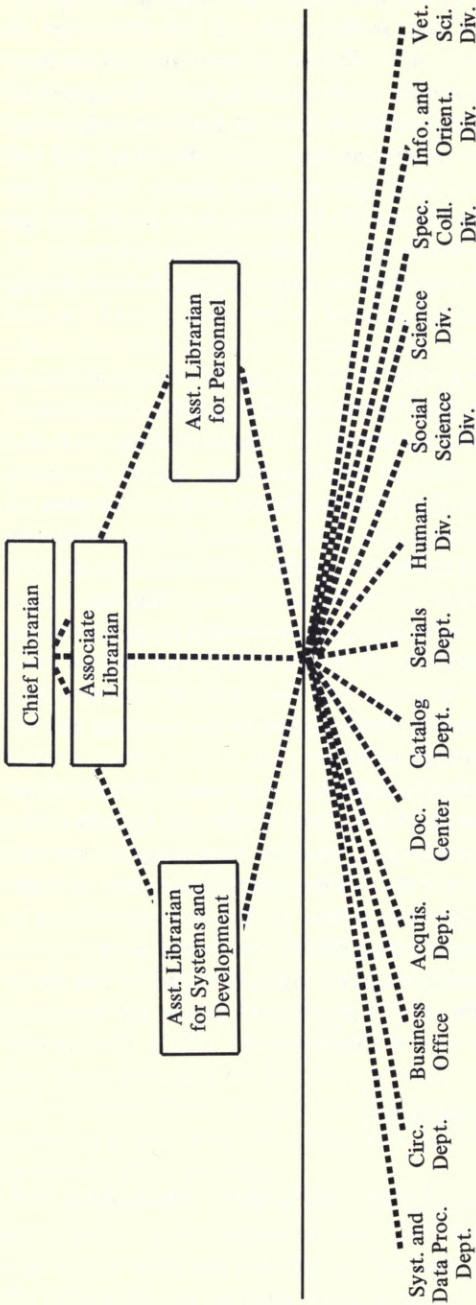 Chief Librarian
Associate
Librarian
Asst. Librarian
for Systems and
Development
Asst. Librarian
for Personnel
Syst. and
Data Proc.
Dept.
Circ.
Dept.
Business
Office
Acquis.
Dept.
Doc.
Center
Catalog
Dept.
Serials
Dept.
Human.
Div.
Social
Science
Div.
Science
Div.
Spec.
Coll.
Div.
Info. and
Orient.
Div.
Vet.
Sci.
Div.